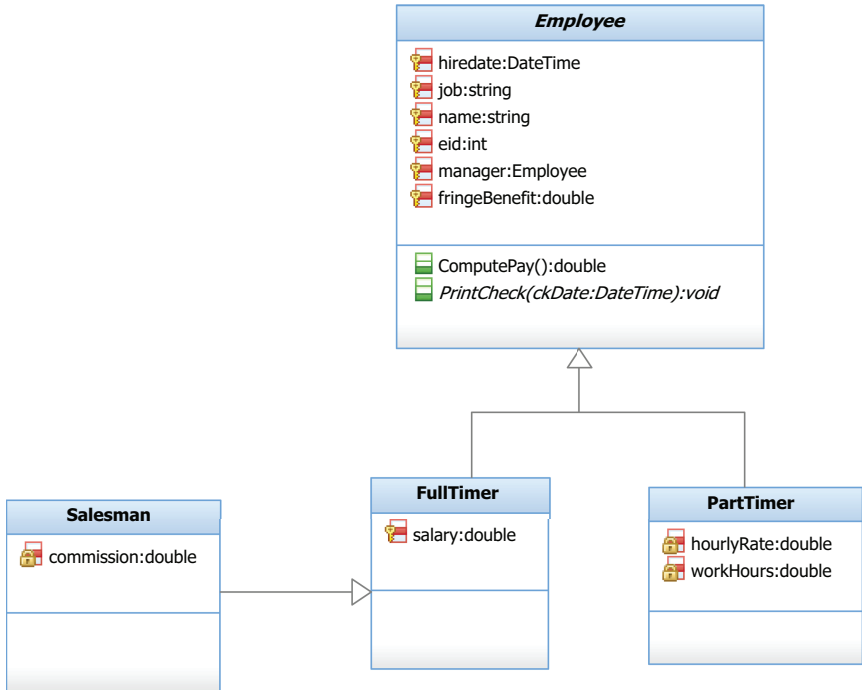 Employee
hiredate:DateTime
job:string
name:string
eid:int
manager:Employee
fringeBenefit:double
ComputePay():double
PrintCheck(ckDate:DateTime):void
Salesman
commission:double
FullTimer
salary:double
PartTimer
hourlyRate:double
workHours:double